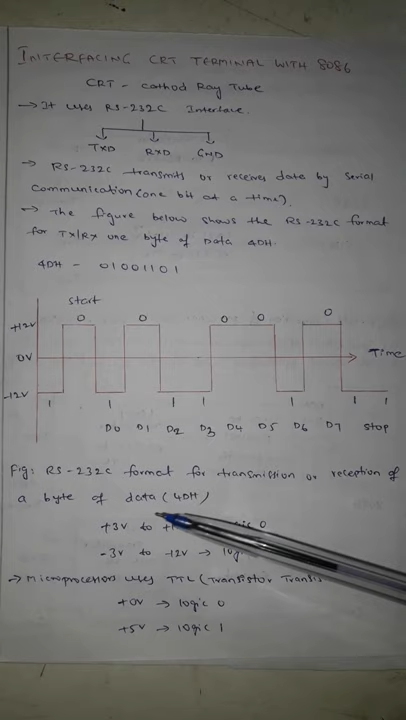 INTERFACING CRT TERMINAL WITH 8086
CRT - Cathod Ray Tube
→ It uses RS-232C Interface.
TXD RXD GND
→ RS-232C transmits or receives data by serial
communication (one bit at a time).
→ The figure below shows the RS-232C format
for Tx/Rx one byte of Data 4DH.
4DH - 01001101
start
+12V 0 0 0 0 0
0V Time
-12V 1 1 1 1 1 1 1
D0 D1 D2 D3 D4 D5 D6 D7 stop
Fig: RS-232C format for transmission or reception of
a byte of data (4DH)
+3V to 0
-3V to -12V →
→ Microprocessors uses TTL (Transistor
+0V → logic 0
+5V → logic 1